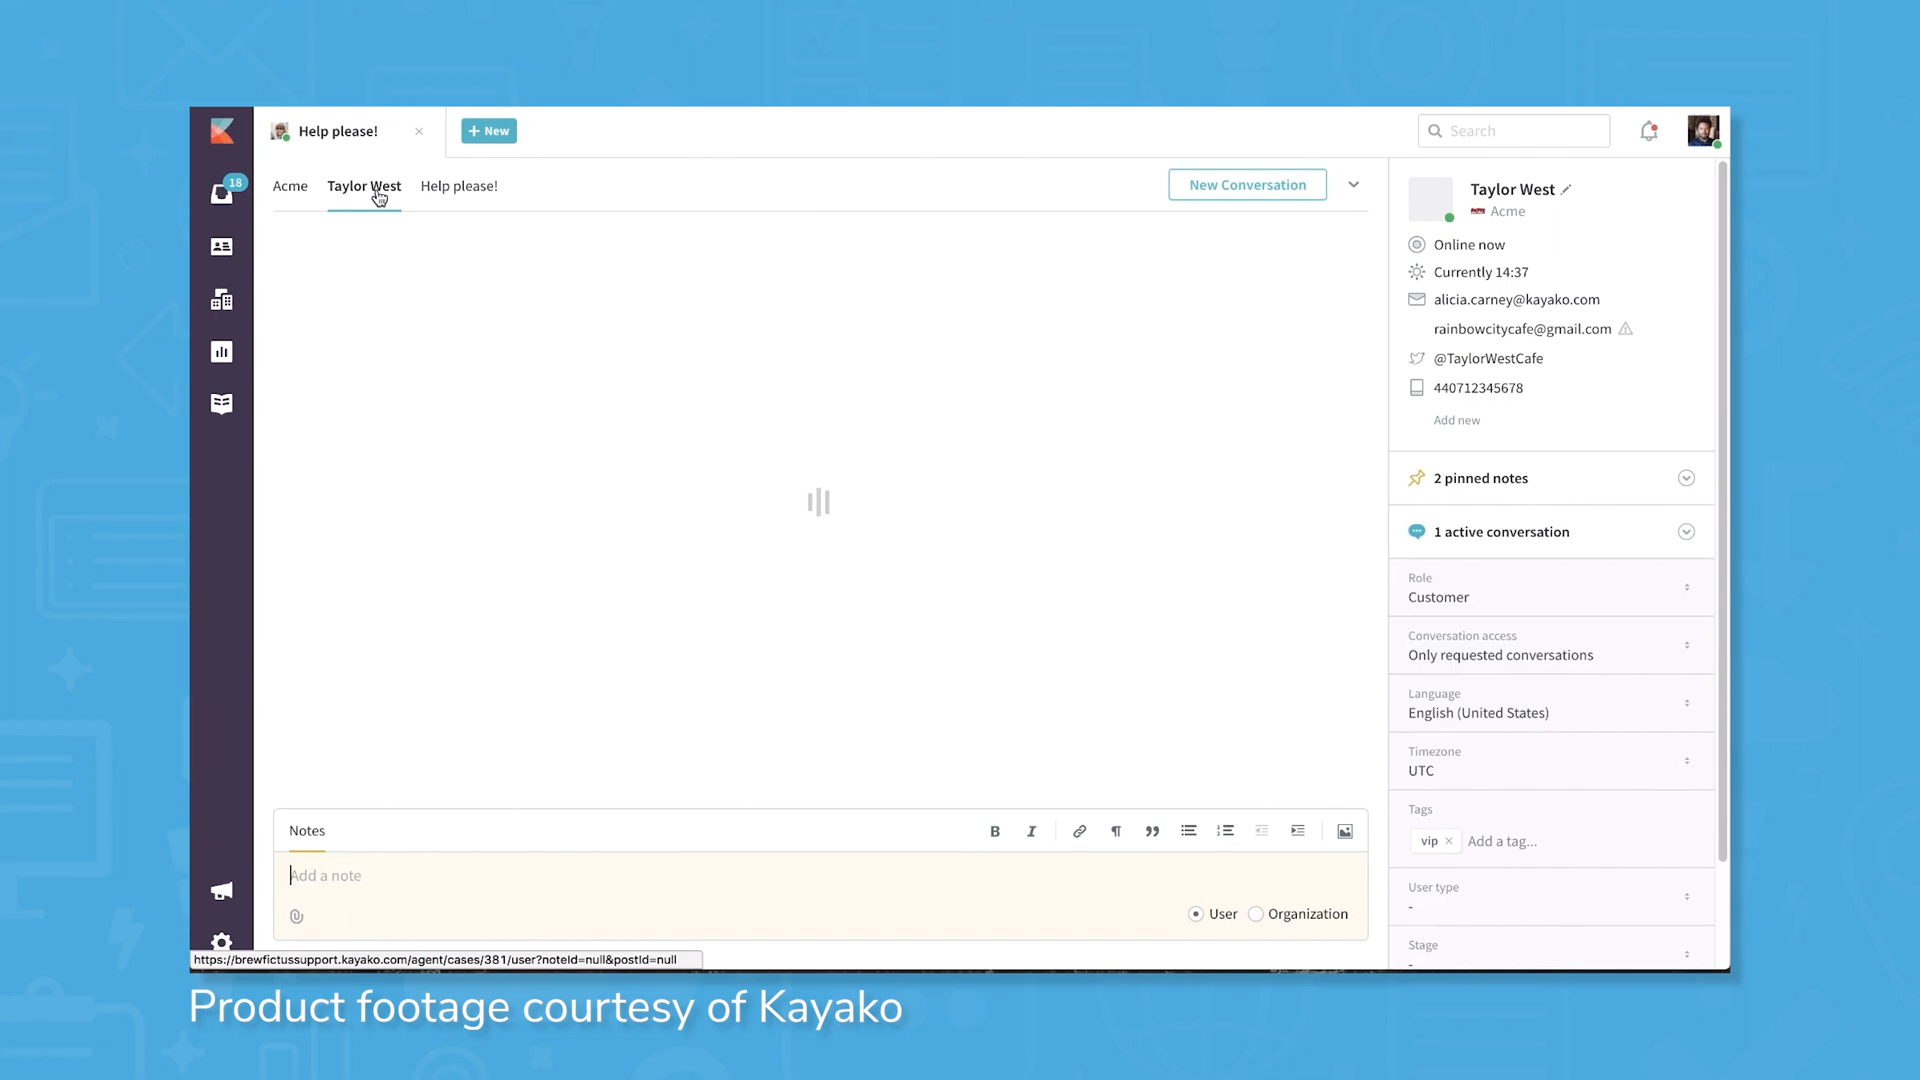 Help please!
New
Search
18
Acme
Taylor West
Help please!
New Conversation
Taylor West
Acme
Online now
Currently 14:37
alicia.carney@kayako.com
rainbowcitycafe@gmail.com
@TaylorWestCafe
440712345678
Add new
2 pinned notes
1 active conversation
Role
Customer
Conversation access
Only requested conversations
Language
English (United States)
Timezone
UTC
Tags
vip
Add a tag...
User type
-
Stage
-
Notes
Add a note
User
Organization
https://brewfictussupport.kayako.com/agent/cases/381/user?noteId=null&postId=null
Product footage courtesy of Kayako